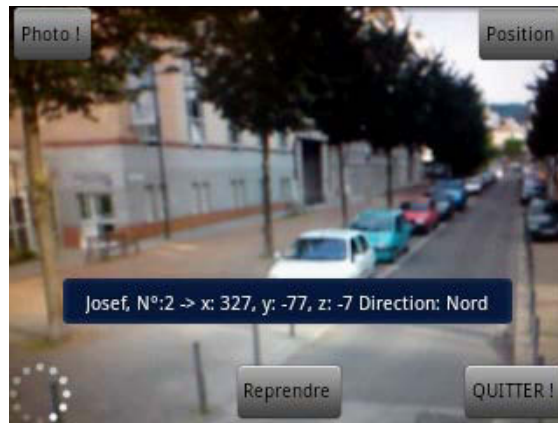 Photo !
Position
Josef, N°:2 -> x: 327, y: -77, z: -7 Direction: Nord
Reprendre
QUITTER !